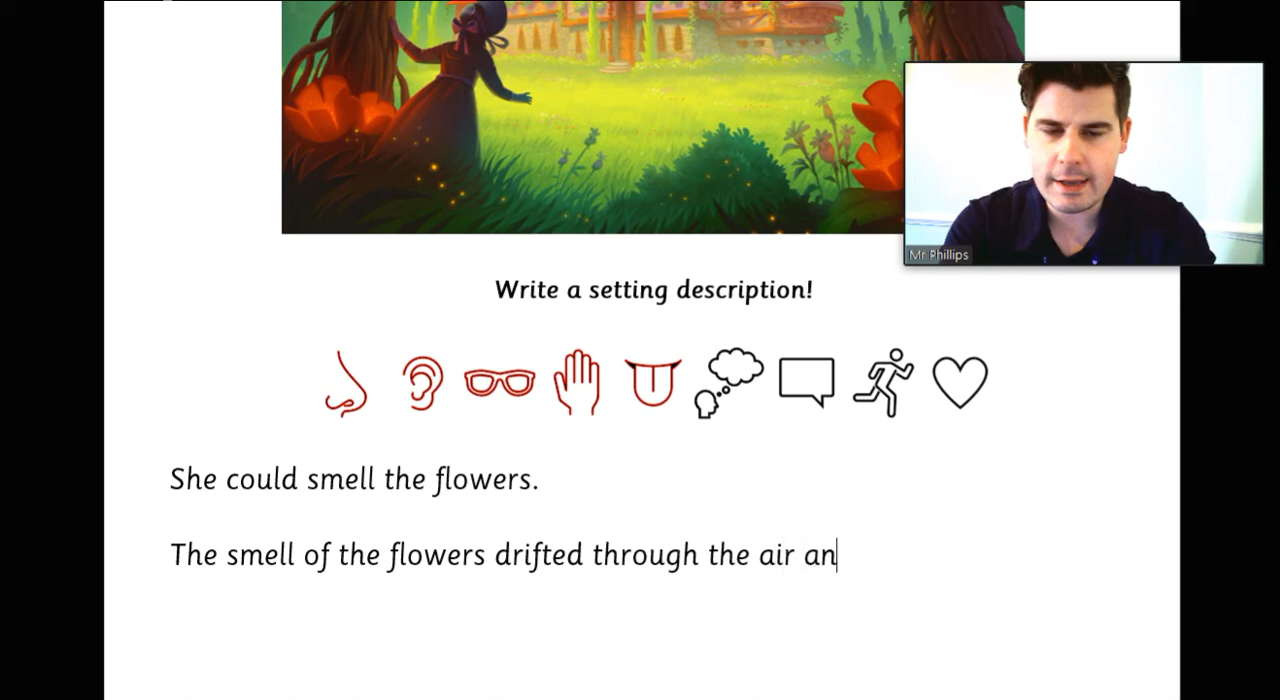 Mr Phillips
Write a setting description!
She could smell the flowers.
The smell of the flowers drifted through the air an